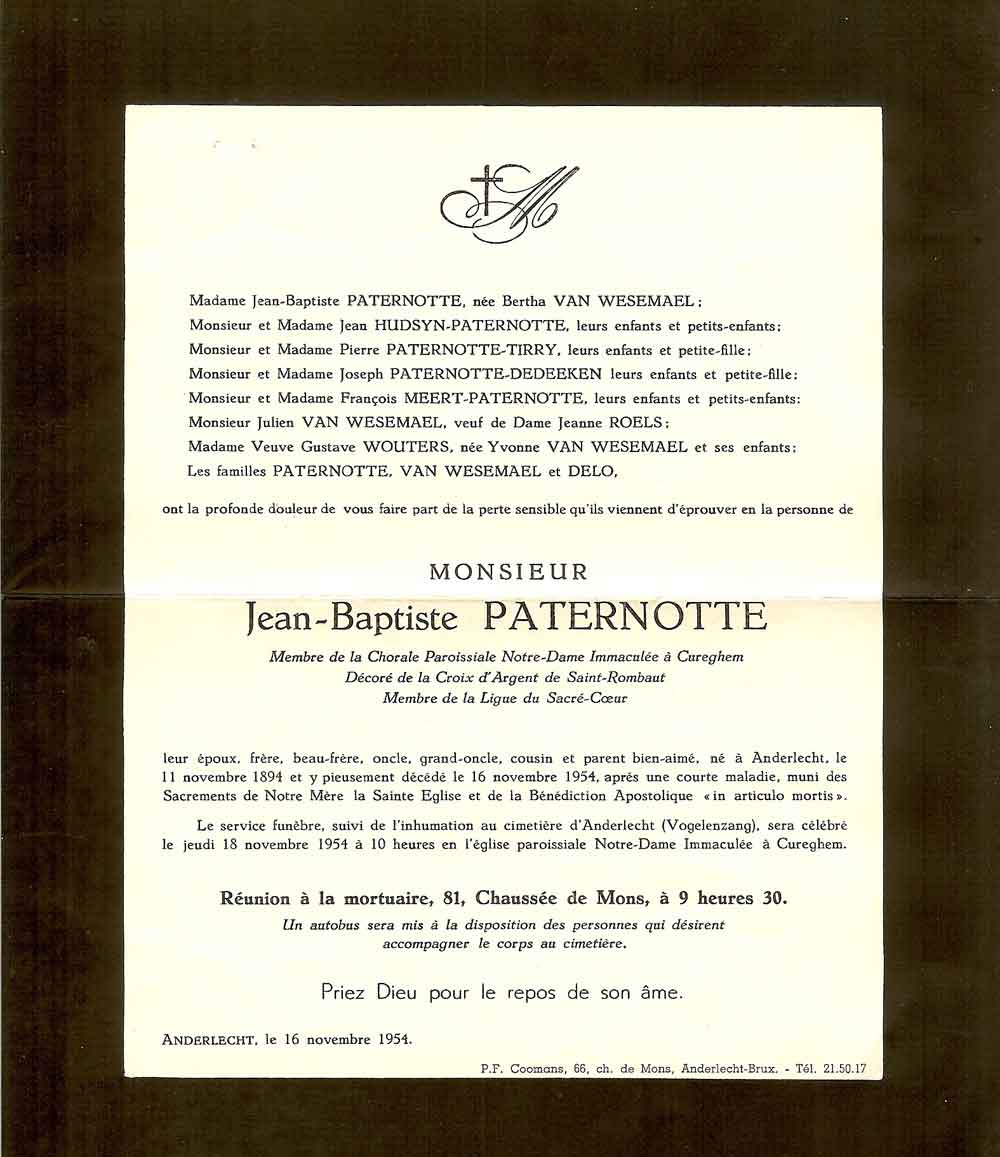 M
Madame Jean-Baptiste PATERNOTTE, née Bertha VAN WESEMAEL ;
Monsieur et Madame Jean HUDSYN-PATERNOTTE, leurs enfants et petits-enfants ;
Monsieur et Madame Pierre PATERNOTTE-TIRRY, leurs enfants et petite-fille ;
Monsieur et Madame Joseph PATERNOTTE-DEDEEKEN leurs enfants et petite-fille ;
Monsieur et Madame François MEERT-PATERNOTTE, leurs enfants et petits-enfants ;
Monsieur Julien VAN WESEMAEL, veuf de Dame Jeanne ROELS ;
Madame Veuve Gustave WOUTERS, née Yvonne VAN WESEMAEL et ses enfants ;
Les familles PATERNOTTE, VAN WESEMAEL et DELO,
ont la profonde douleur de vous faire part de la perte sensible qu'ils viennent d'éprouver en la personne de
MONSIEUR
Jean-Baptiste PATERNOTTE
Membre de la Chorale Paroissiale Notre-Dame Immaculée à Cureghem
Décoré de la Croix d'Argent de Saint-Rombaut
Membre de la Ligue du Sacré-Cœur
leur époux, frère, beau-frère, oncle, grand-oncle, cousin et parent bien-aimé, né à Anderlecht, le
11 novembre 1894 et y pieusement décédé le 16 novembre 1954, après une courte maladie, muni des
Sacrements de Notre Mère la Sainte Eglise et de la Bénédiction Apostolique « in articulo mortis ».
Le service funèbre, suivi de l'inhumation au cimetière d'Anderlecht (Vogelenzang), sera célébré
le jeudi 18 novembre 1954 à 10 heures en l'église paroissiale Notre-Dame Immaculée à Cureghem.
Réunion à la mortuaire, 81, Chaussée de Mons, à 9 heures 30.
Un autobus sera mis à la disposition des personnes qui désirent
accompagner le corps au cimetière.
Priez Dieu pour le repos de son âme.
ANDERLECHT, le 16 novembre 1954.
P.F. Coomans, 66, ch. de Mons, Anderlecht-Brux. - Tél. 21.50.17